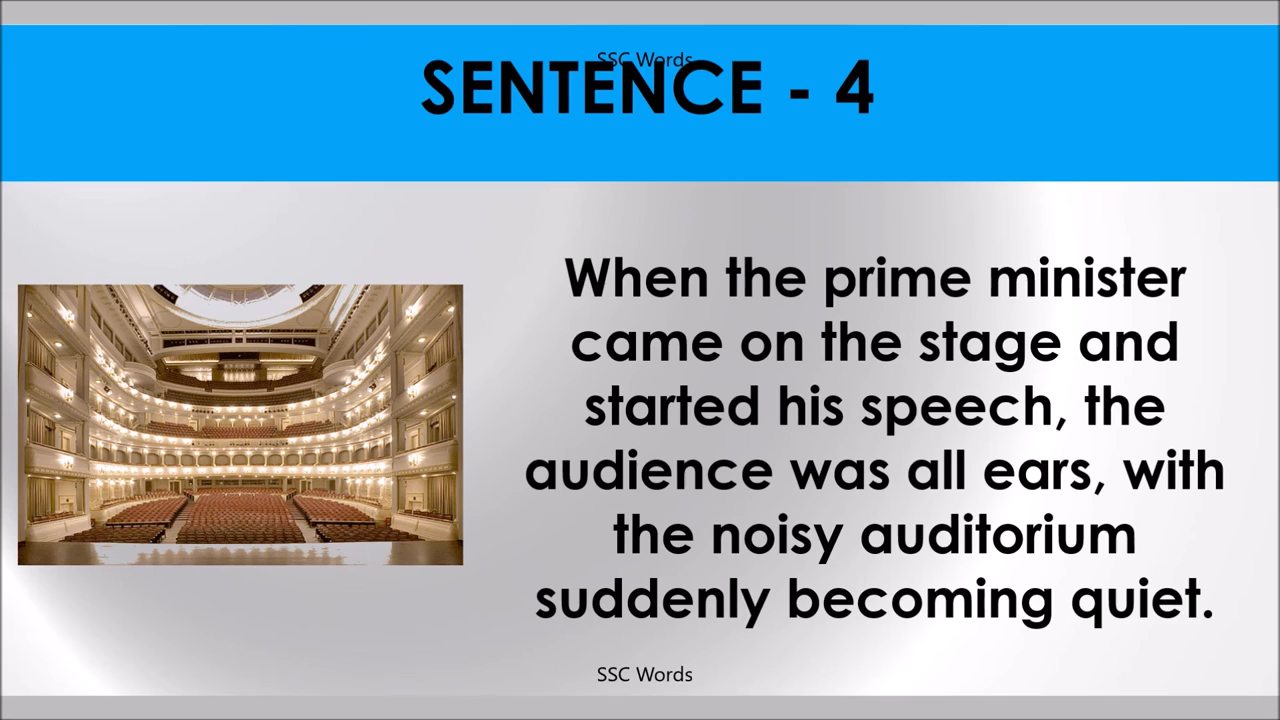 SSC Words
SENTENCE - 4
When the prime minister
came on the stage and
started his speech, the
audience was all ears, with
the noisy auditorium
suddenly becoming quiet.
SSC Words